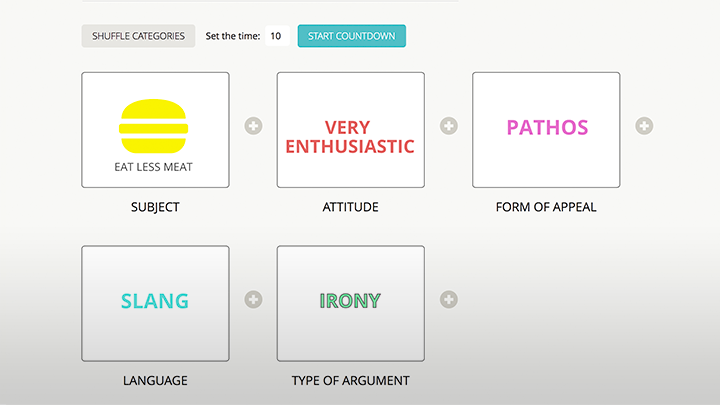 SHUFFLE CATEGORIES Set the time: 10 START COUNTDOWN
EAT LESS MEAT
VERY
ENTHUSIASTIC
PATHOS
SUBJECT
ATTITUDE
FORM OF APPEAL
SLANG
IRONY
LANGUAGE
TYPE OF ARGUMENT